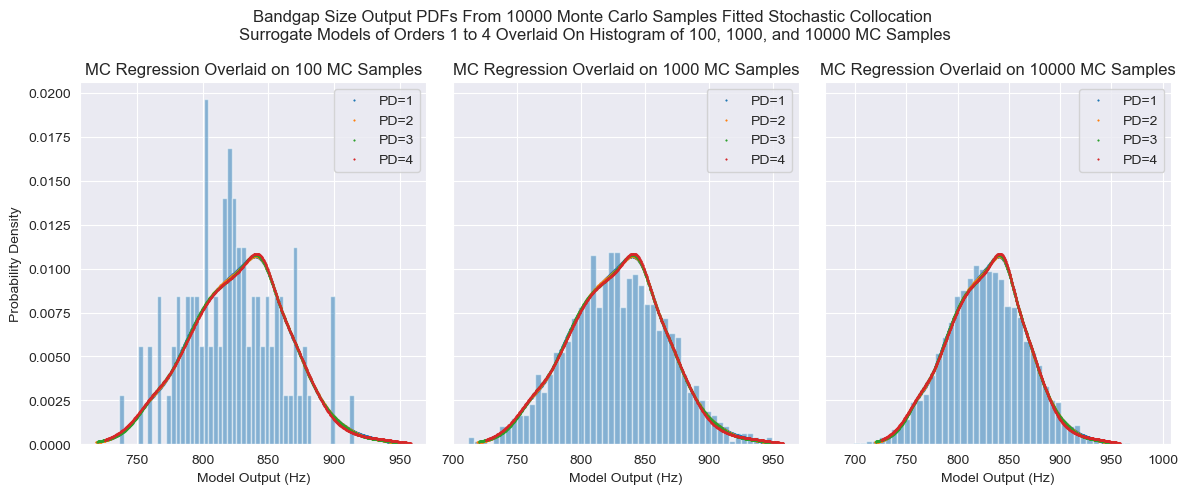 Bandgap Size Output PDFs From 10000 Monte Carlo Samples Fitted Stochastic Collocation
Surrogate Models of Orders 1 to 4 Overlaid On Histogram of 100, 1000, and 10000 MC Samples
MC Regression Overlaid on 100 MC Samples
MC Regression Overlaid on 1000 MC Samples
MC Regression Overlaid on 10000 MC Samples
Probability Density
0.0200
0.0175
0.0150
0.0125
0.0100
0.0075
0.0050
0.0025
0.0000
PD=1
PD=2
PD=3
PD=4
750 800 850 900 950
Model Output (Hz)
PD=1
PD=2
PD=3
PD=4
700 750 800 850 900 950
Model Output (Hz)
PD=1
PD=2
PD=3
PD=4
700 750 800 850 900 950 1000
Model Output (Hz)